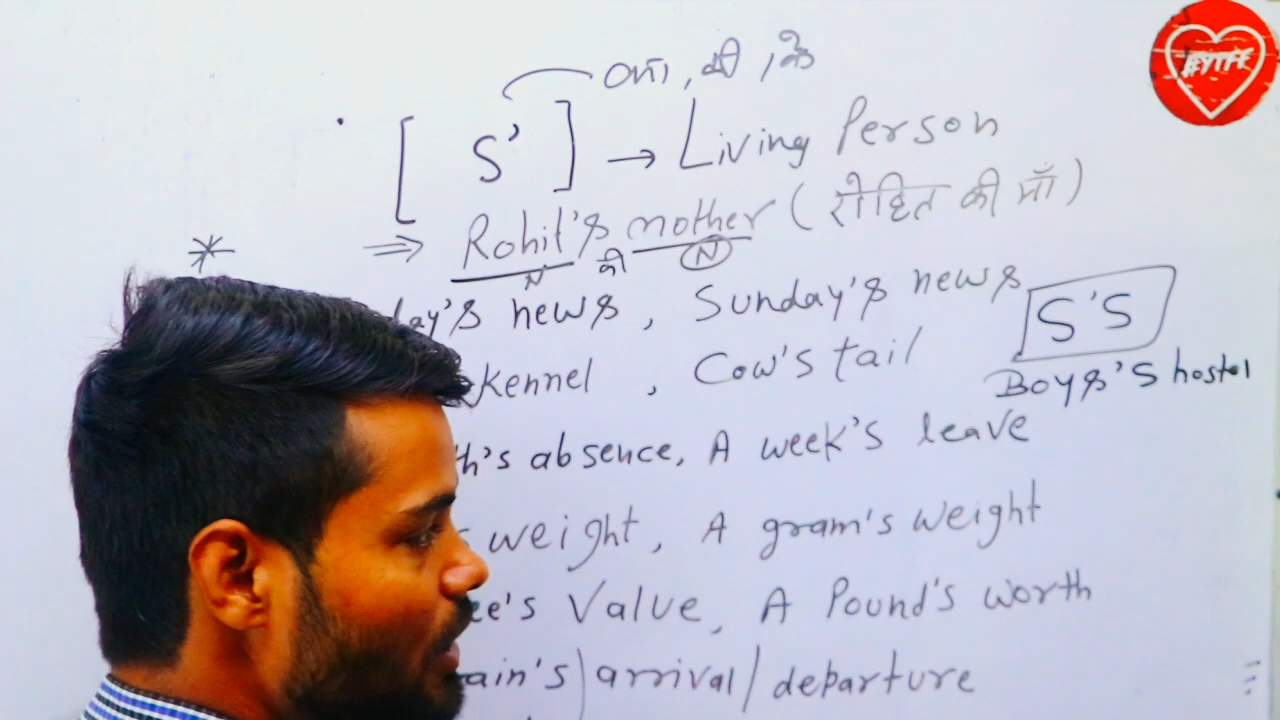 का, की, के
[ S' ] → Living Person
* ⇒ Rohit's mother (रोहित की माँ)
N की N
day's news, Sunday's news
S's
kennel, Cow's tail
Boys's hostel
th's absence, A week's leave
weight, A gram's weight
ee's Value, A Pound's worth
ain's) arrival/departure